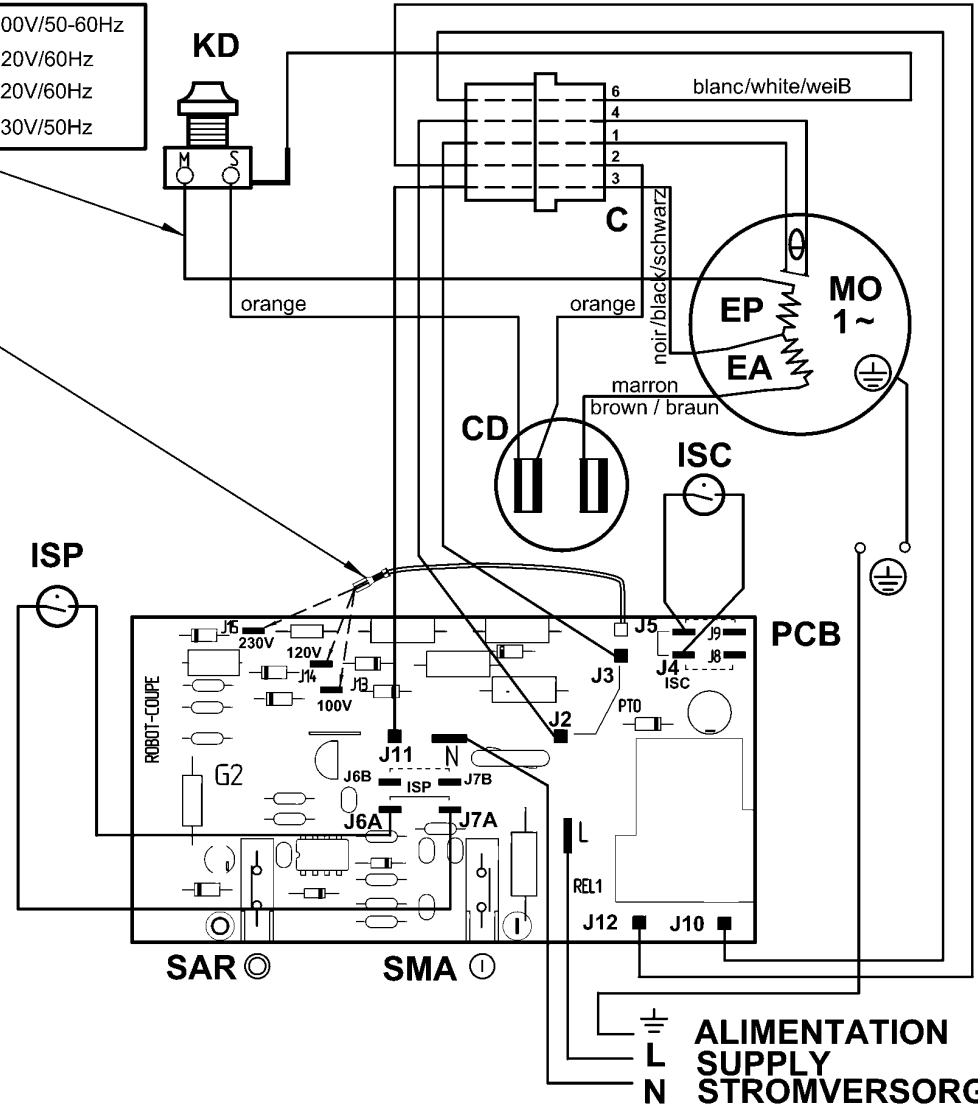 00V/50-60Hz
20V/60Hz
20V/60Hz
30V/50Hz
KD
M
S
6
4
1
2
3
C
blanc/white/weiB
noir/black/schwarz
orange
orange
MO
1~
EP
EA
marron
brown / braun
CD
ISC
ISP
PCB
J15
230V
120V
J14
J13
100V
J5
J9
J4
J8
ISC
J3
PTO
J2
ROBOT-COUPE
G2
J11
N
J6B
J7B
ISP
J6A
J7A
L
REL1
J12
J10
SAR
SMA
ALIMENTATION
L SUPPLY
N STROMVERSORG